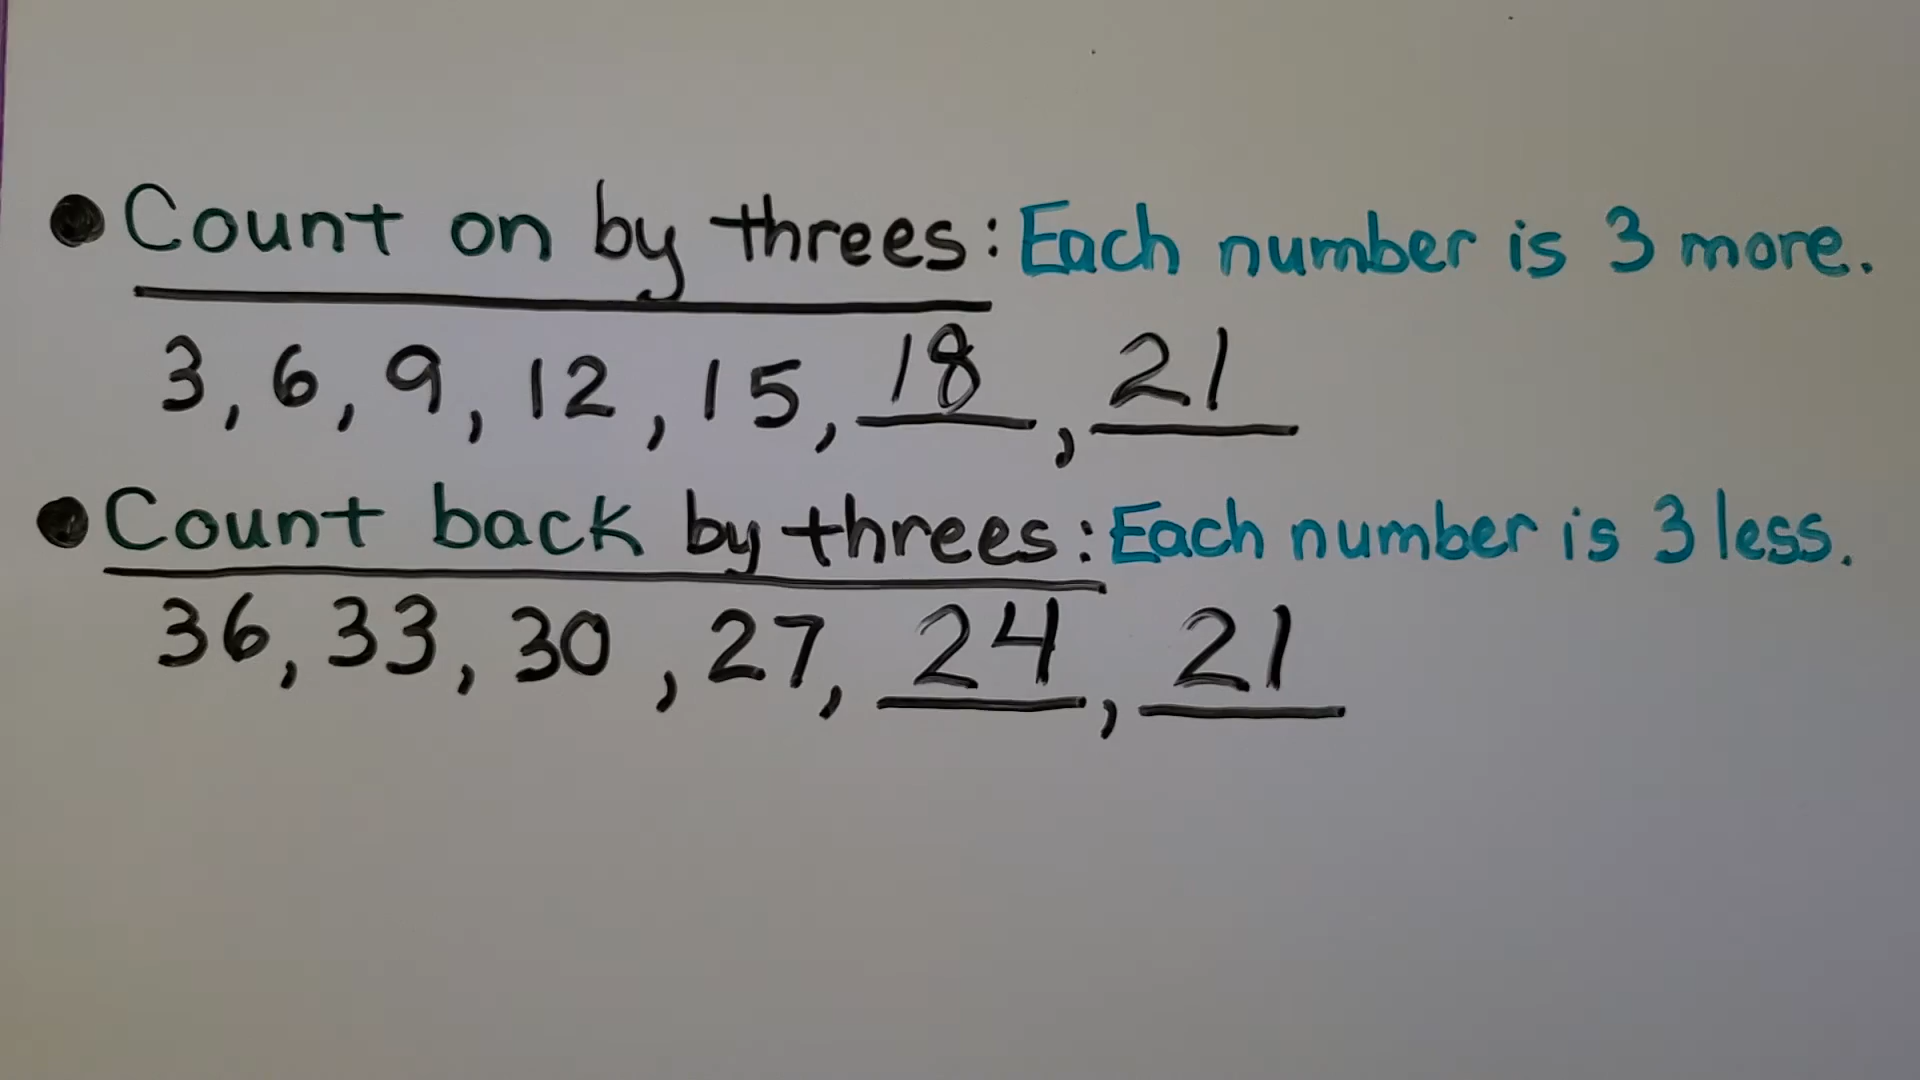 ● Count on by threes: Each number is 3 more.
3, 6, 9, 12, 15, 18, 21
● Count back by threes: Each number is 3 less.
36, 33, 30, 27, 24, 21